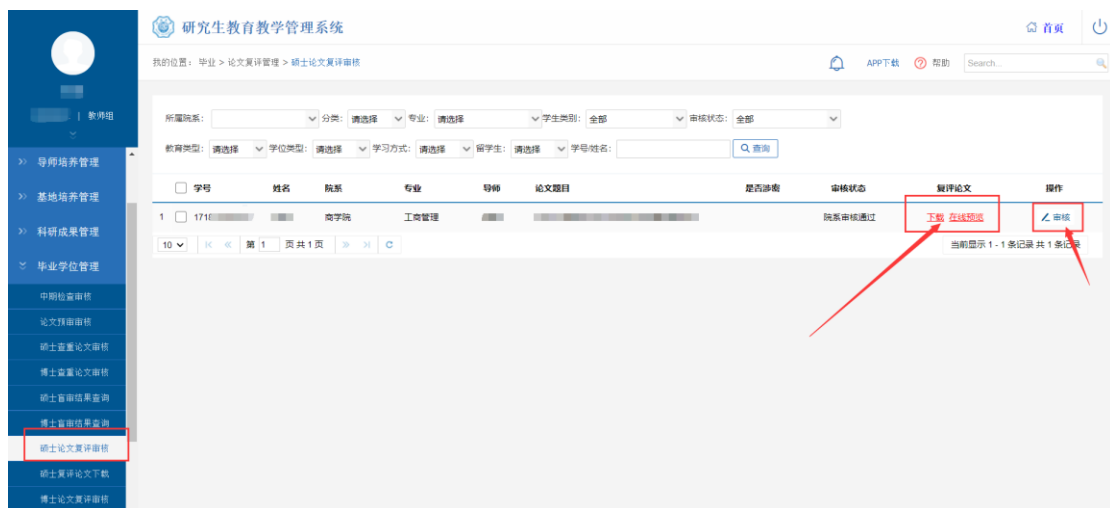 研究生教育教学管理系统
首页
我的位置: 毕业 > 论文复评管理 > 硕士论文复评审核
APP下载 帮助 Search...
| 教师组
所属院系: 分类: 请选择 专业: 请选择 学生类别: 全部 审核状态: 全部
教育类型: 请选择 学位类型: 请选择 学习方式: 请选择 留学生: 请选择 学号/姓名: 查询
学号 姓名 院系 专业 导师 论文题目 是否涉密 审核状态 复评论文 操作
1 商学院 工商管理 院系审核通过 下载 在线预览 审核
10 第 1 页 共 1 页 当前显示 1 - 1 条记录 共 1 条记录
导师培养管理
基地培养管理
科研成果管理
毕业学位管理
中期检查审核
论文预审审核
硕士查重论文审核
博士查重论文审核
硕士盲审结果查询
博士盲审结果查询
硕士论文复评审核
硕士复评论文下载
博士论文复评审核